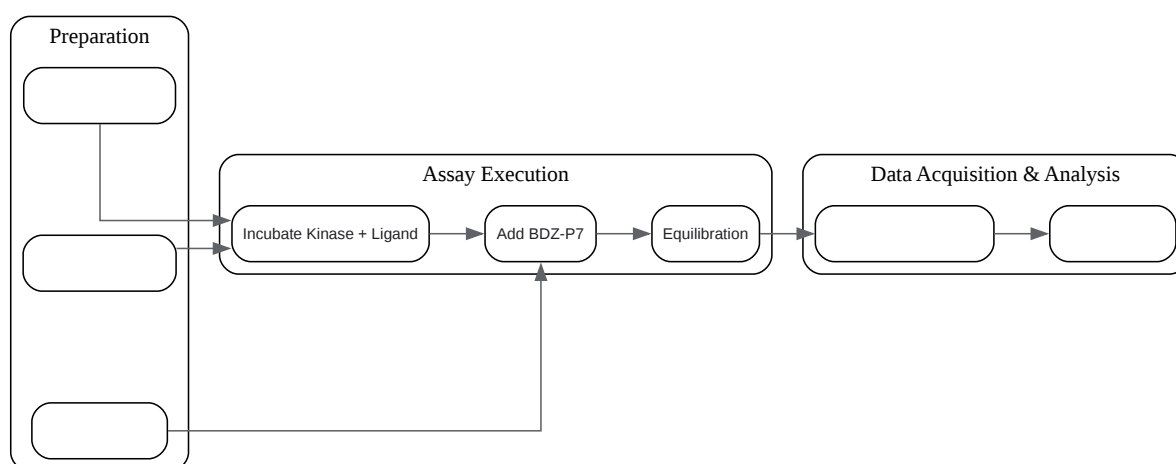 Preparation
Assay Execution
Data Acquisition & Analysis
Incubate Kinase + Ligand
Add BDZ-P7
Equilibration